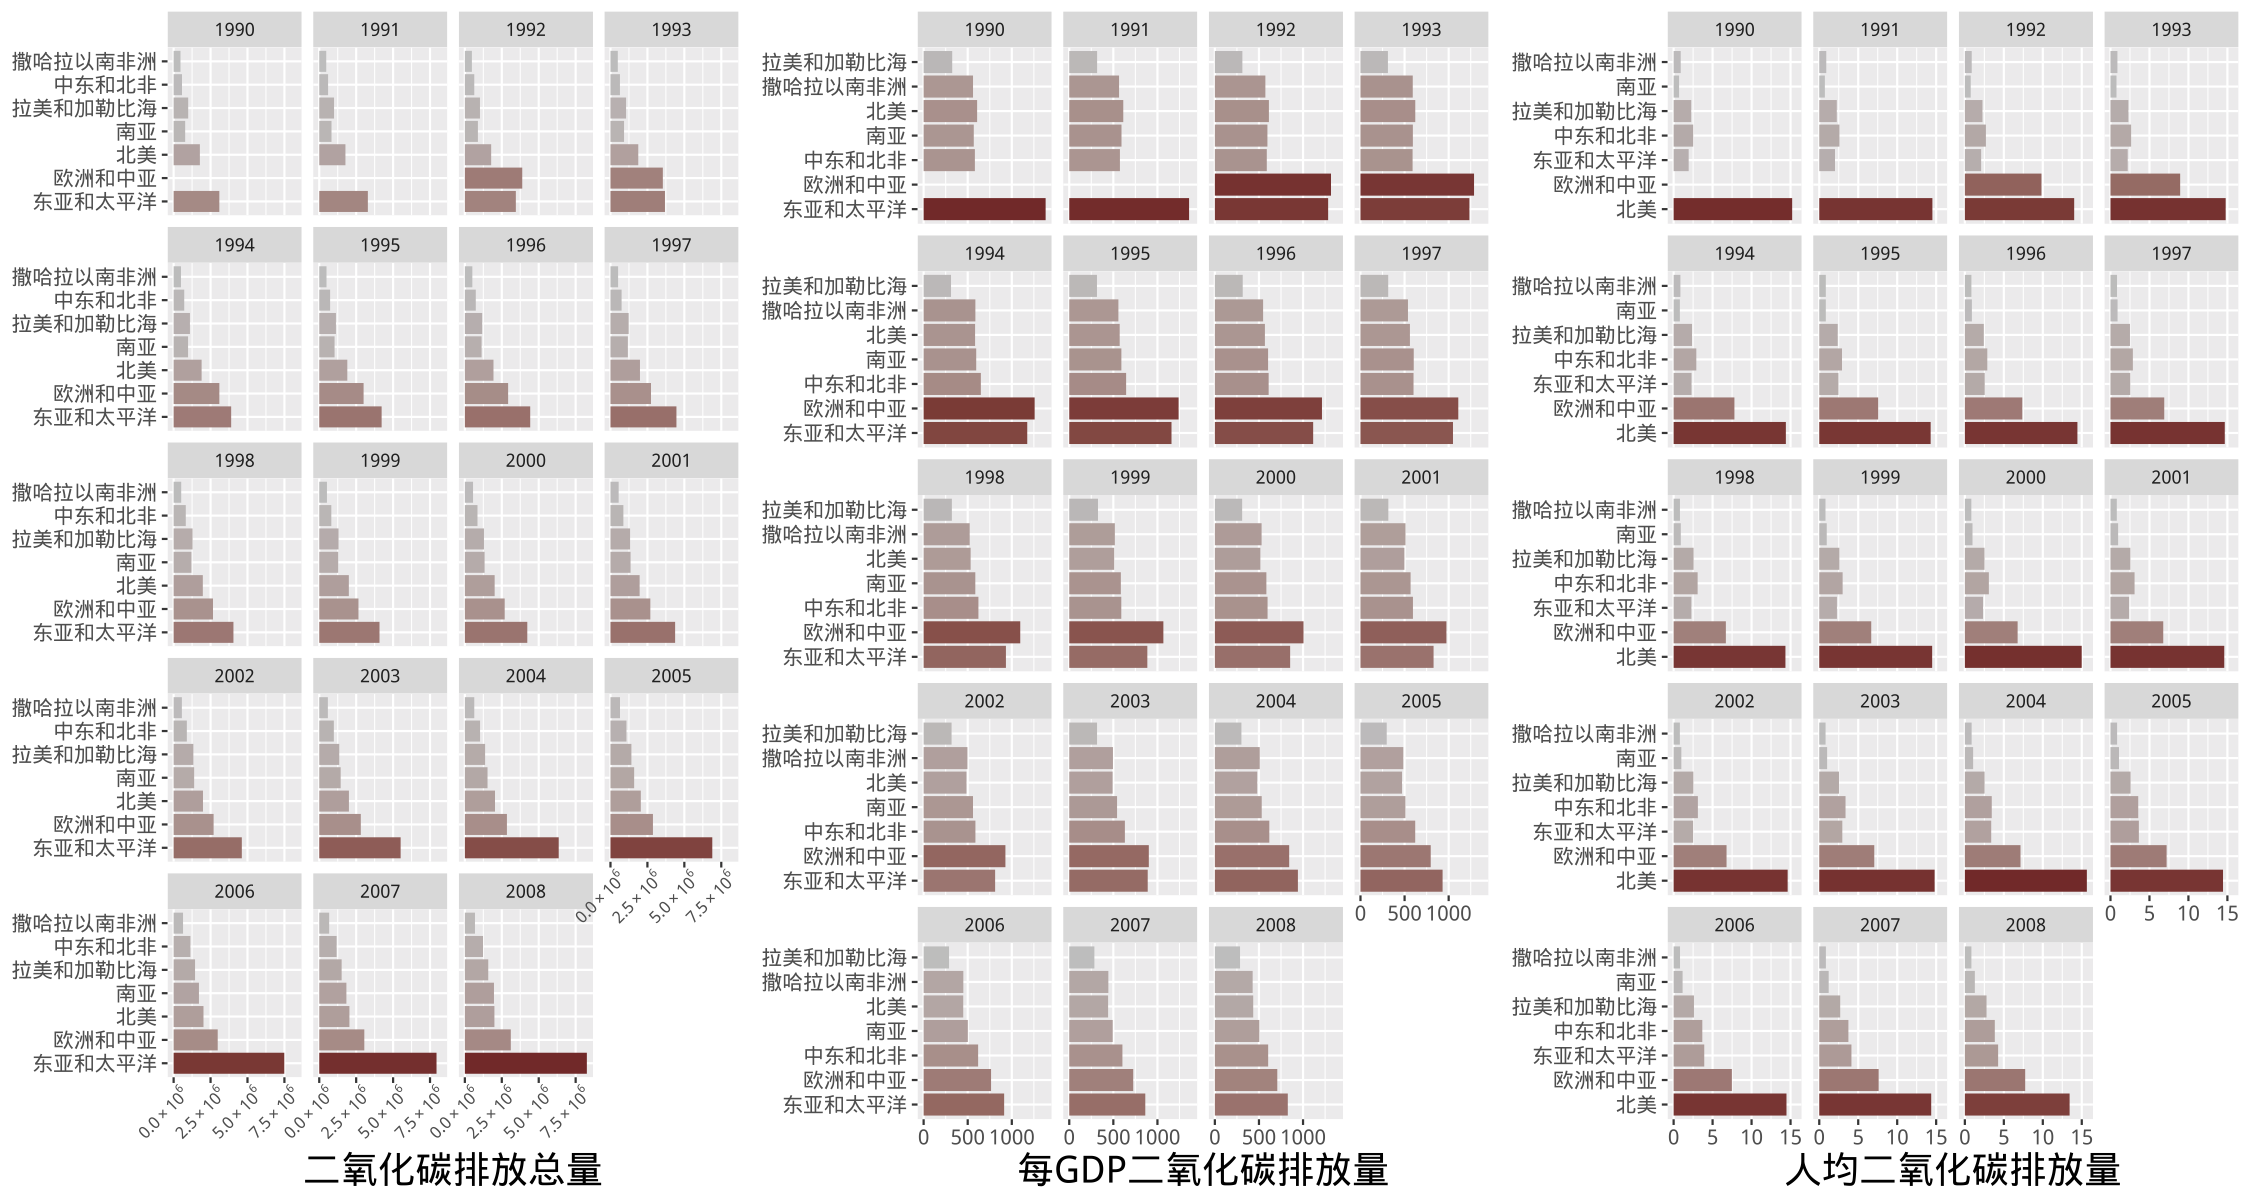 1990 1991 1992 1993
撒哈拉以南非洲
中东和北非
拉美和加勒比海
南亚
北美
欧洲和中亚
东亚和太平洋
1994 1995 1996 1997
撒哈拉以南非洲
中东和北非
拉美和加勒比海
南亚
北美
欧洲和中亚
东亚和太平洋
1998 1999 2000 2001
撒哈拉以南非洲
中东和北非
拉美和加勒比海
南亚
北美
欧洲和中亚
东亚和太平洋
2002 2003 2004 2005
撒哈拉以南非洲
中东和北非
拉美和加勒比海
南亚
北美
欧洲和中亚
东亚和太平洋
0.0×10⁶ 2.5×10⁶ 5.0×10⁶ 7.5×10⁶
2006 2007 2008
撒哈拉以南非洲
中东和北非
拉美和加勒比海
南亚
北美
欧洲和中亚
东亚和太平洋
0.0×10⁶ 2.5×10⁶ 5.0×10⁶ 7.5×10⁶ 0.0×10⁶ 2.5×10⁶ 5.0×10⁶ 7.5×10⁶ 0.0×10⁶ 2.5×10⁶ 5.0×10⁶ 7.5×10⁶
二氧化碳排放总量
1990 1991 1992 1993
拉美和加勒比海
撒哈拉以南非洲
北美
南亚
中东和北非
欧洲和中亚
东亚和太平洋
1994 1995 1996 1997
拉美和加勒比海
撒哈拉以南非洲
北美
南亚
中东和北非
欧洲和中亚
东亚和太平洋
1998 1999 2000 2001
拉美和加勒比海
撒哈拉以南非洲
北美
南亚
中东和北非
欧洲和中亚
东亚和太平洋
2002 2003 2004 2005
拉美和加勒比海
撒哈拉以南非洲
北美
南亚
中东和北非
欧洲和中亚
东亚和太平洋
0 500 1000
2006 2007 2008
拉美和加勒比海
撒哈拉以南非洲
北美
南亚
中东和北非
欧洲和中亚
东亚和太平洋
0 500 1000 0 500 1000 0 500 1000
每GDP二氧化碳排放量
1990 1991 1992 1993
撒哈拉以南非洲
南亚
拉美和加勒比海
中东和北非
东亚和太平洋
欧洲和中亚
北美
1994 1995 1996 1997
撒哈拉以南非洲
南亚
拉美和加勒比海
中东和北非
东亚和太平洋
欧洲和中亚
北美
1998 1999 2000 2001
撒哈拉以南非洲
南亚
拉美和加勒比海
中东和北非
东亚和太平洋
欧洲和中亚
北美
2002 2003 2004 2005
撒哈拉以南非洲
南亚
拉美和加勒比海
中东和北非
东亚和太平洋
欧洲和中亚
北美
0 5 10 15
2006 2007 2008
撒哈拉以南非洲
南亚
拉美和加勒比海
中东和北非
东亚和太平洋
欧洲和中亚
北美
0 5 10 15 0 5 10 15 0 5 10 15
人均二氧化碳排放量